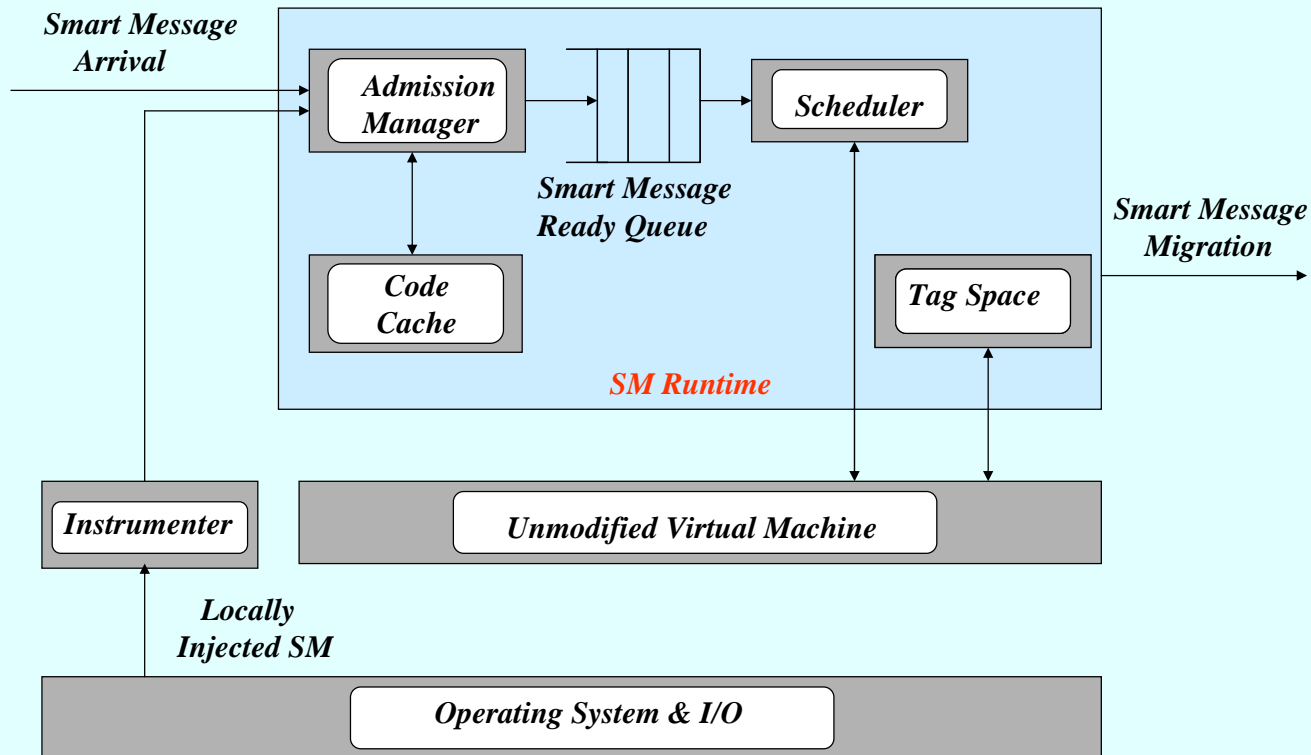 Smart Message
Arrival
Admission
Manager
Scheduler
Smart Message
Ready Queue
Smart Message
Migration
Code
Cache
Tag Space
SM Runtime
Instrumenter
Unmodified Virtual Machine
Locally
Injected SM
Operating System & I/O